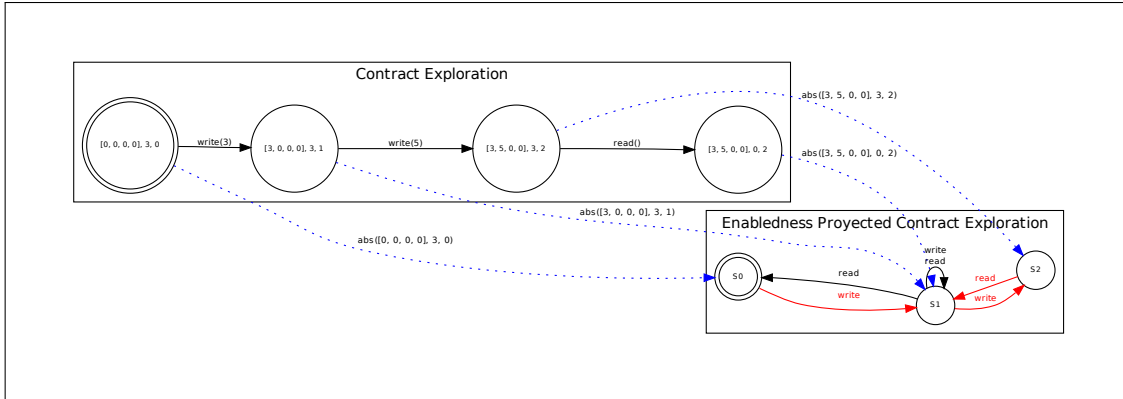 Contract Exploration
[0, 0, 0, 0], 3, 0
write(3)
[3, 0, 0, 0], 3, 1
write(5)
[3, 5, 0, 0], 3, 2
read()
[3, 5, 0, 0], 0, 2
abs([3, 5, 0, 0], 3, 2)
abs([3, 5, 0, 0], 0, 2)
abs([3, 0, 0, 0], 3, 1)
abs([0, 0, 0, 0], 3, 0)
Enabledness Proyected Contract Exploration
S0
read
write
write
read
S1
read
write
S2